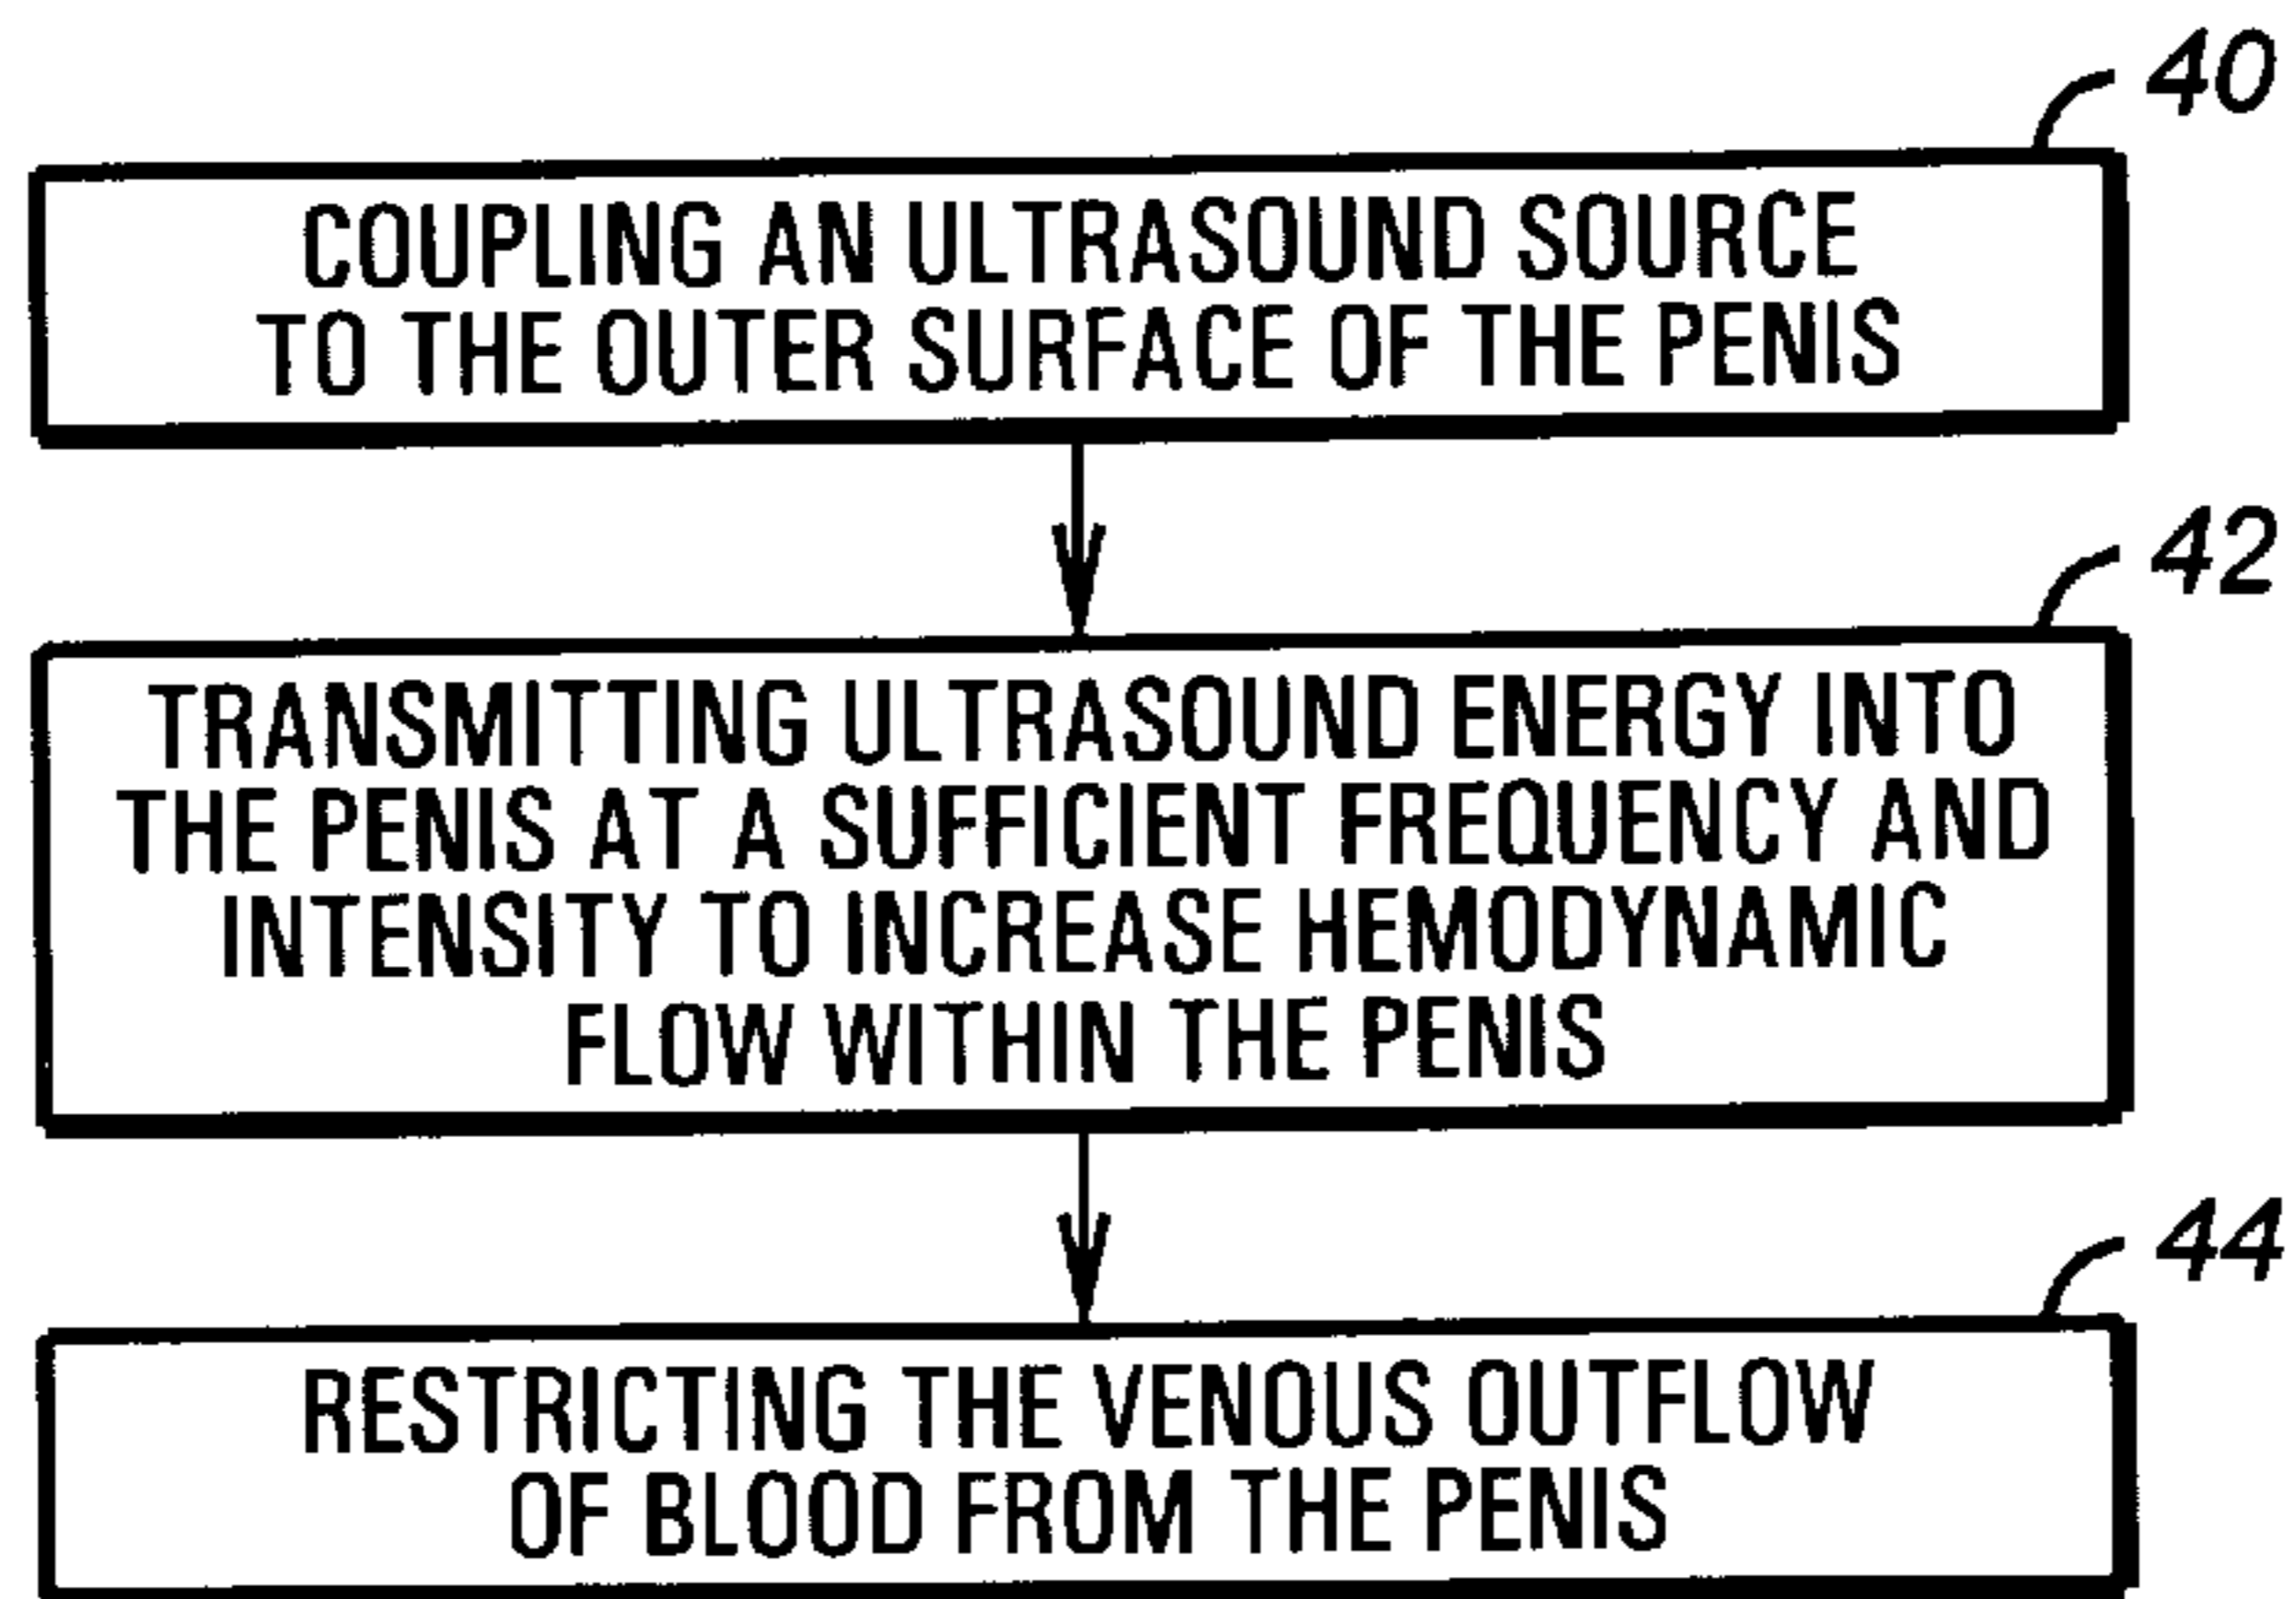 40
COUPLING AN ULTRASOUND SOURCE
TO THE OUTER SURFACE OF THE PENIS
42
TRANSMITTING ULTRASOUND ENERGY INTO
THE PENIS AT A SUFFICIENT FREQUENCY AND
INTENSITY TO INCREASE HEMODYNAMIC
FLOW WITHIN THE PENIS
44
RESTRICTING THE VENOUS OUTFLOW
OF BLOOD FROM THE PENIS